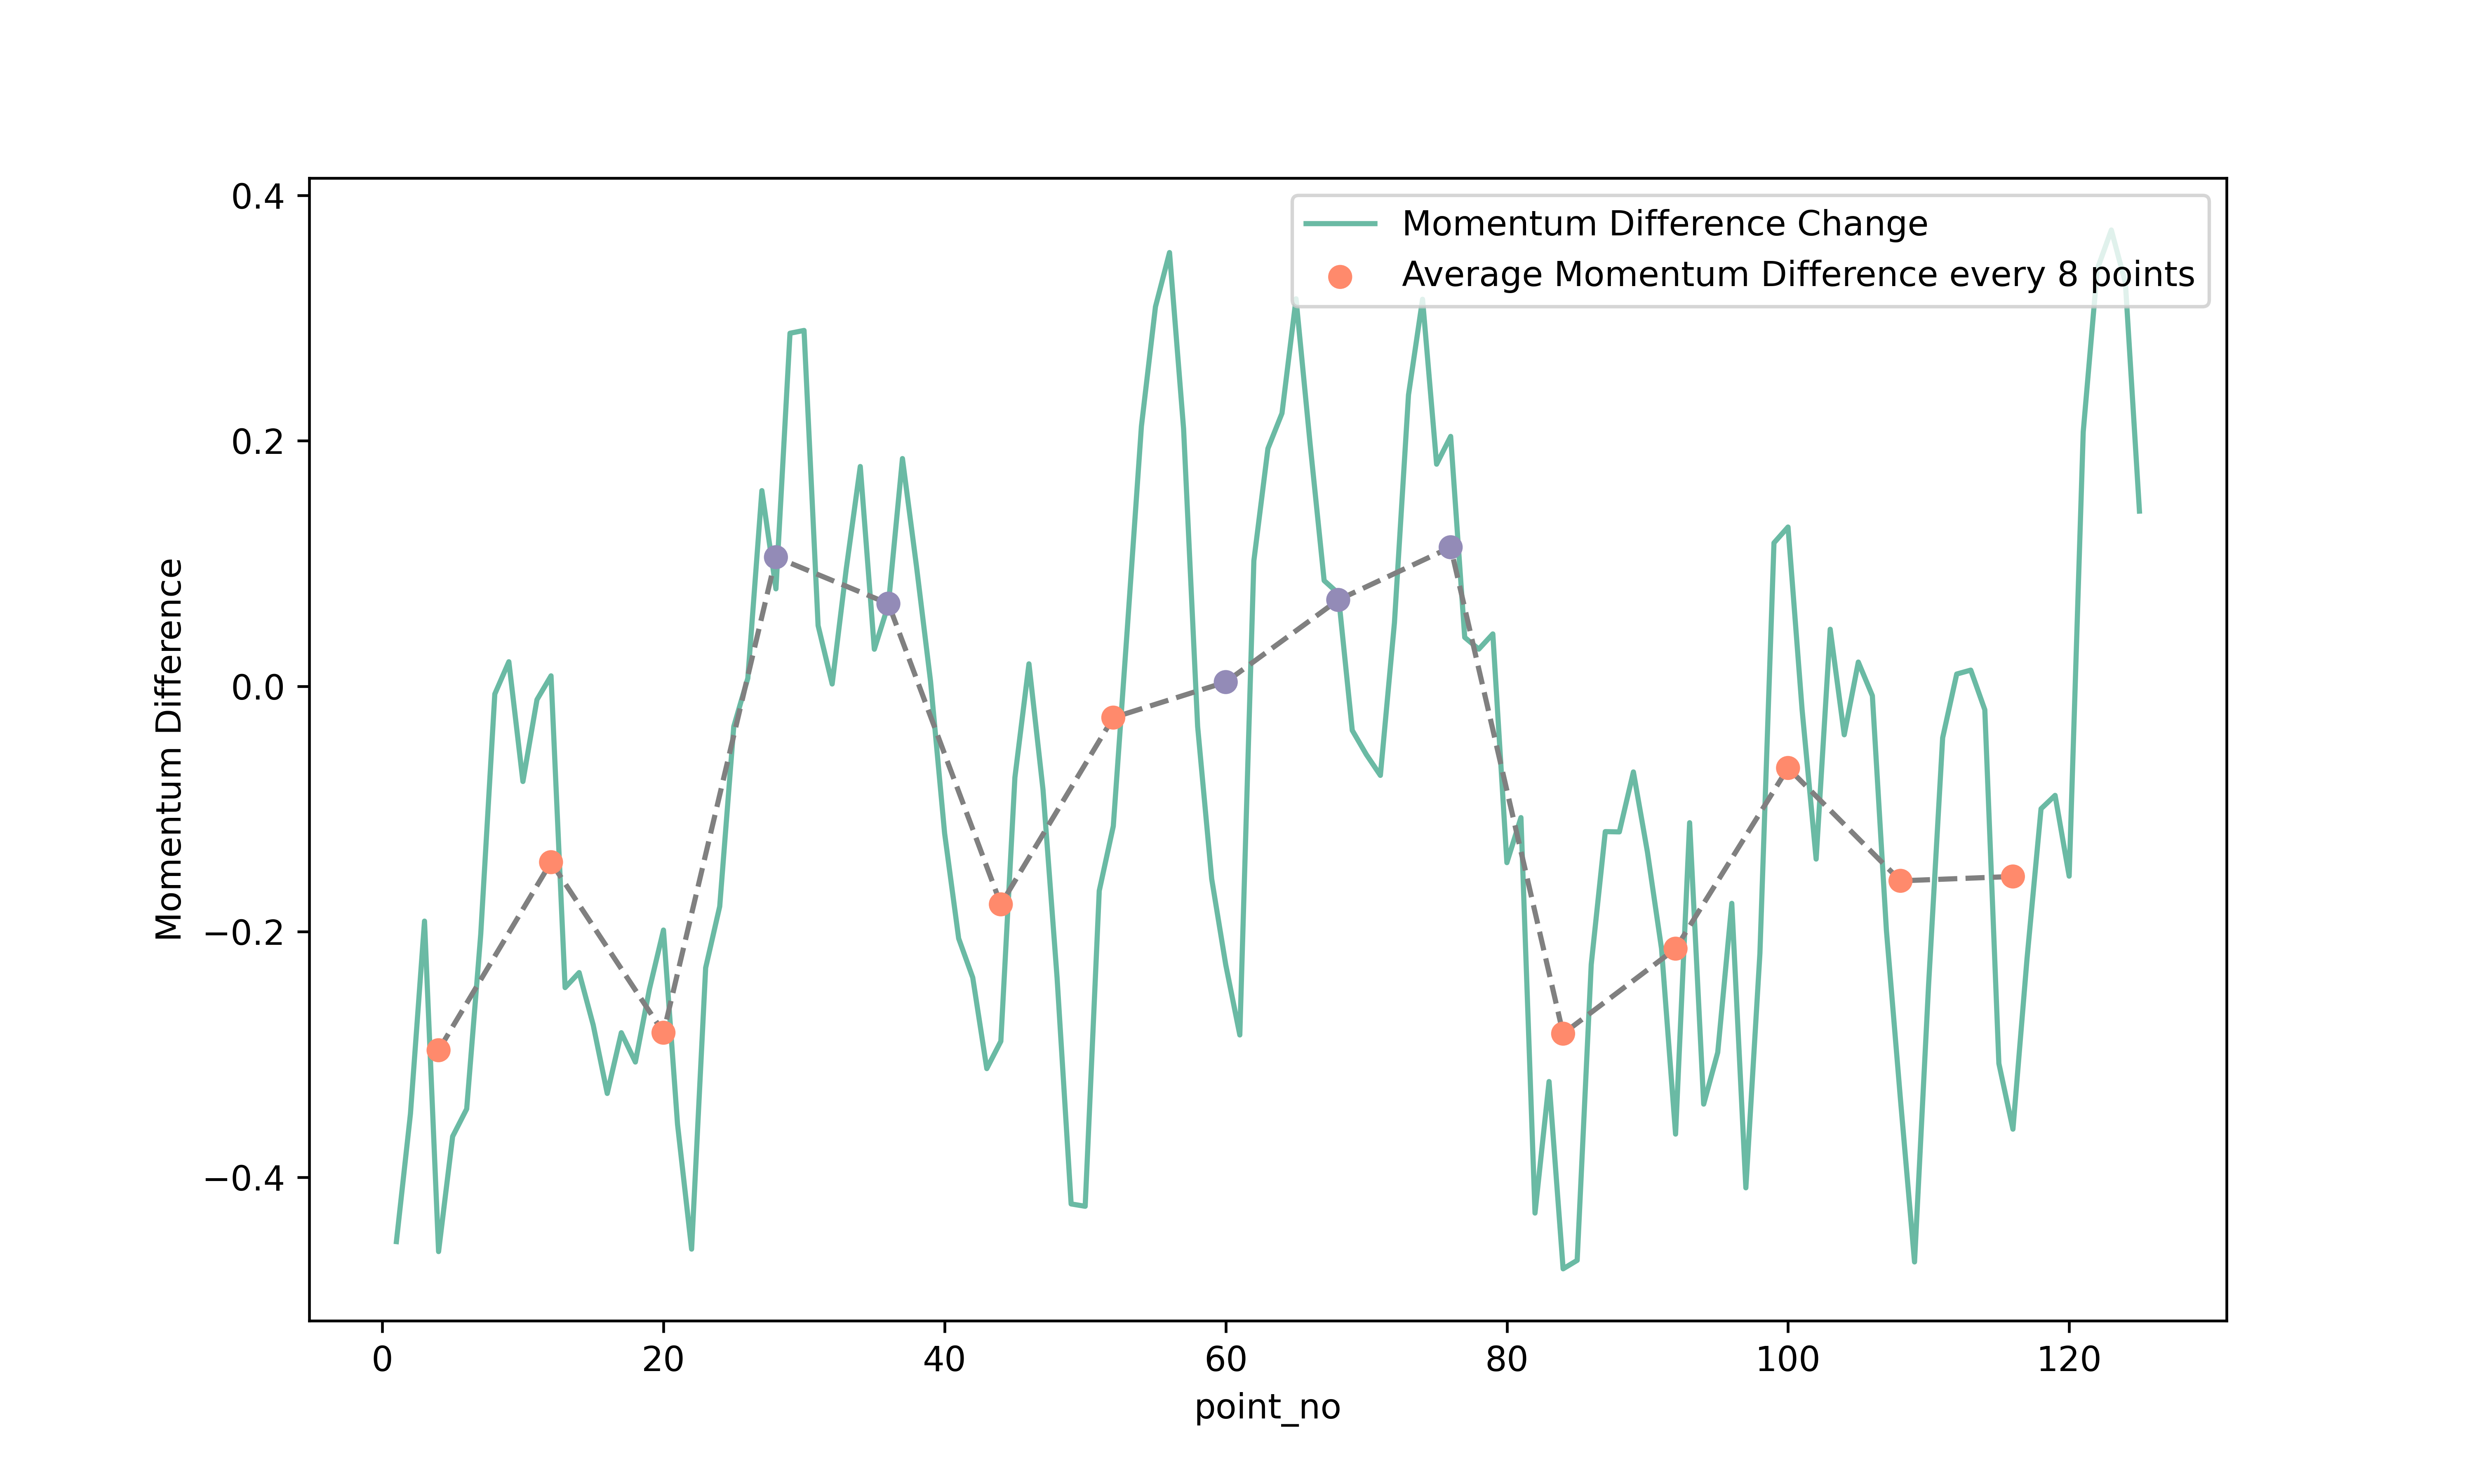 Momentum Difference Change
Average Momentum Difference every 8 points
Momentum Difference
0.4
0.2
0.0
−0.2
−0.4
0 20 40 60 80 100 120
point_no